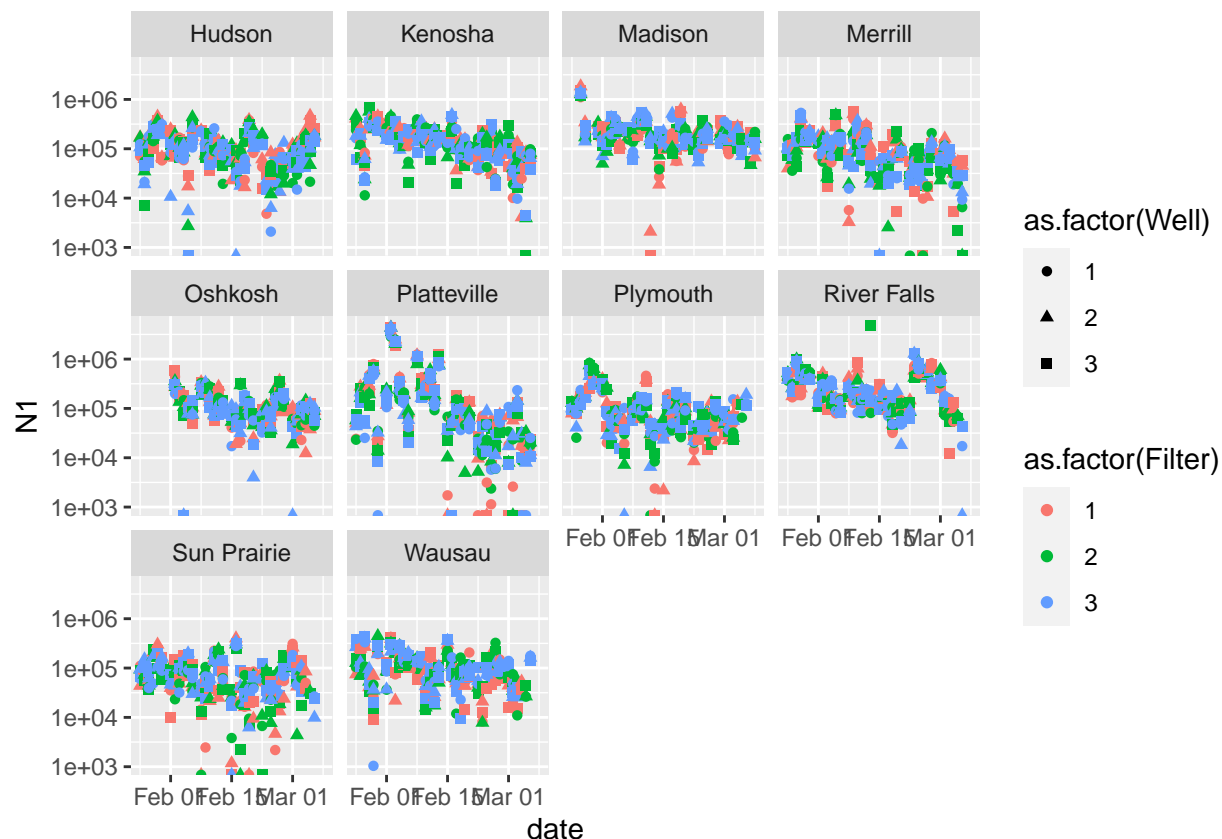 Hudson Kenosha Madison Merrill
1e+06
1e+05
1e+04
1e+03
Oshkosh Platteville Plymouth River Falls
1e+06
1e+05
1e+04
1e+03
Feb 01 Feb 15 Mar 01 Feb 01 Feb 15 Mar 01
Sun Prairie Wausau
1e+06
1e+05
1e+04
1e+03
Feb 01 Feb 15 Mar 01 Feb 01 Feb 15 Mar 01
date
N1
as.factor(Well)
1
2
3
as.factor(Filter)
1
2
3